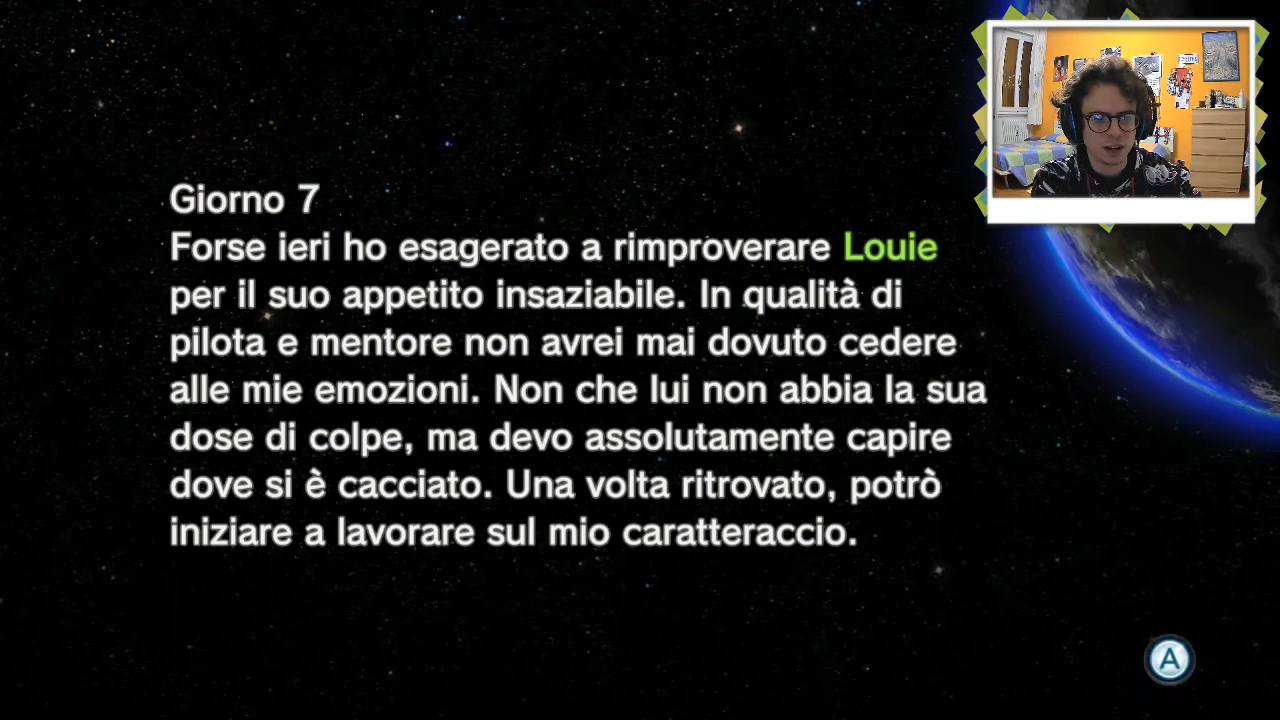 Giorno 7
Forse ieri ho esagerato a rimproverare Louie
per il suo appetito insaziabile. In qualità di
pilota e mentore non avrei mai dovuto cedere
alle mie emozioni. Non che lui non abbia la sua
dose di colpe, ma devo assolutamente capire
dove si è cacciato. Una volta ritrovato, potrò
iniziare a lavorare sul mio caratteraccio.
A